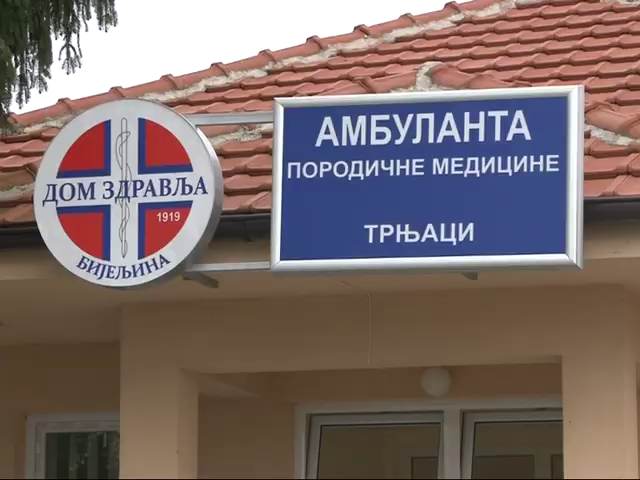 ДОМ ЗДРАВЉА
1919
БИЈЕЉИНА
АМБУЛАНТА
ПОРОДИЧНЕ МЕДИЦИНЕ
ТРЊАЦИ